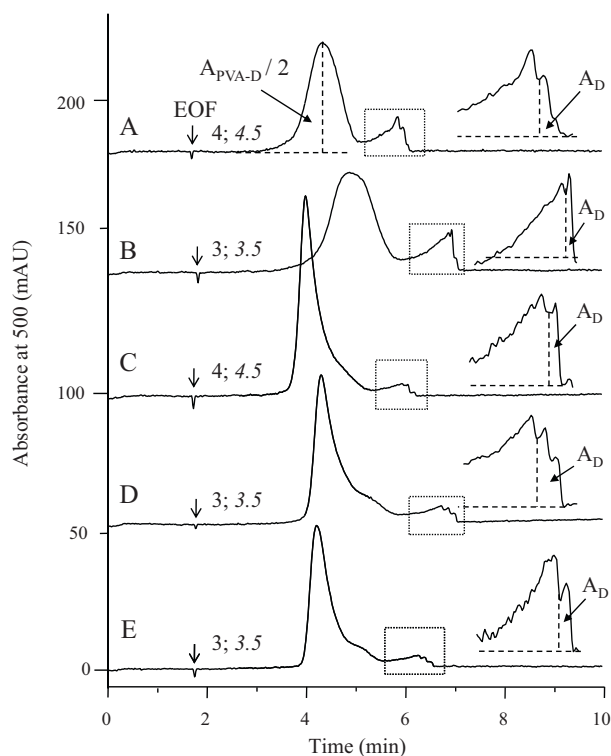 A_PVA-D / 2
A_D
EOF
200
A
4; 4.5
A_D
B
3; 3.5
150
A_D
C
4; 4.5
100
A_D
D
3; 3.5
50
A_D
E
3; 3.5
0
0 2 4 6 8 10
Time (min)
Absorbance at 500 (mAU)